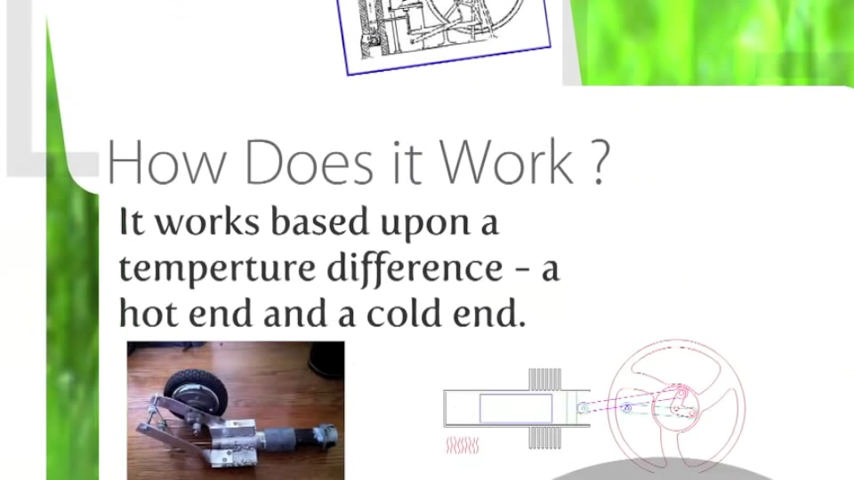 How Does it Work ?
It works based upon a
temperture difference – a
hot end and a cold end.